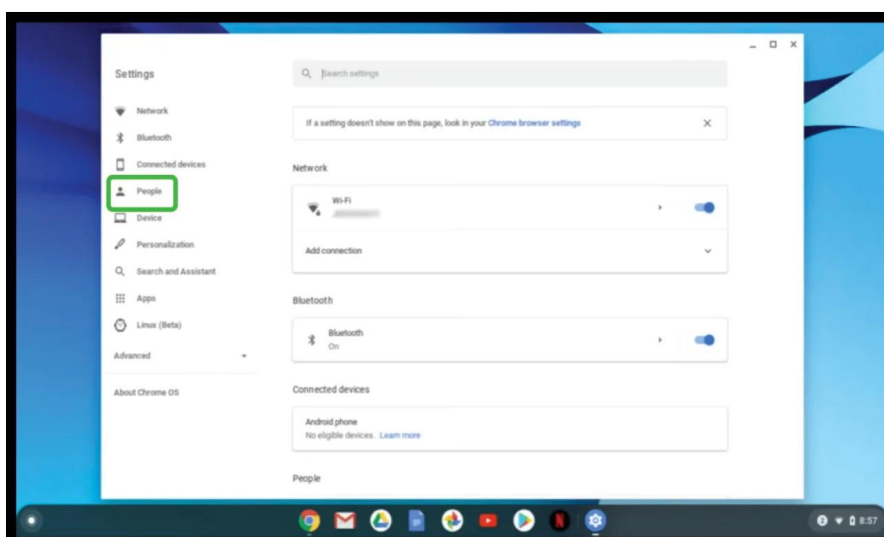 Settings
Search settings
Network
Bluetooth
Connected devices
People
Device
Personalization
Search and Assistant
Apps
Linux (Beta)
Advanced
About Chrome OS
If a setting doesn't show on this page, look in your Chrome browser settings
Network
Wi-Fi
Add connection
Bluetooth
Bluetooth
On
Connected devices
Android phone
No eligible devices. Learn more
People
8:57